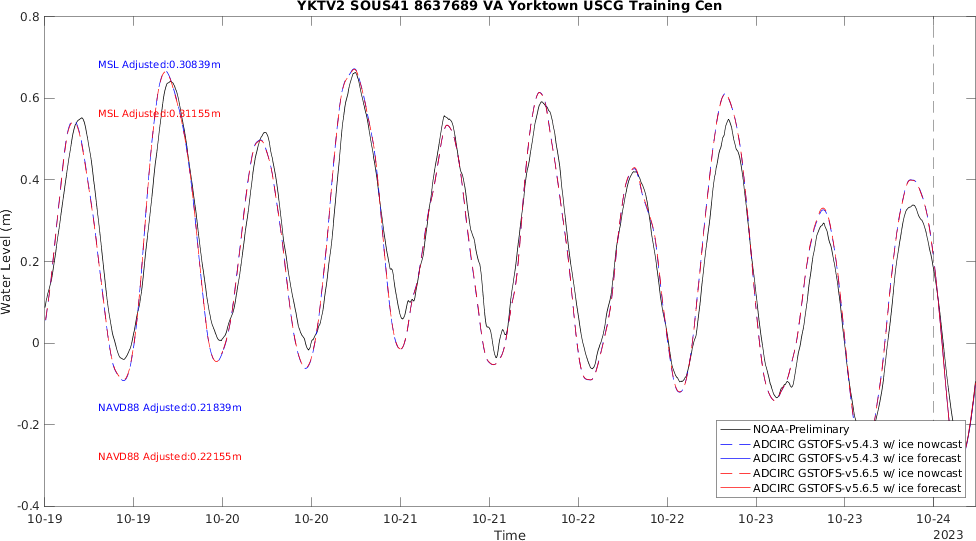 YKTV2 SOUS41 8637689 VA Yorktown USCG Training Cen
0.8
MSL Adjusted:0.30839m
0.6
MSL Adjusted:0.31155m
0.4
0.2
Water Level (m)
0
-0.2
-0.4
NAVD88 Adjusted:0.21839m
NAVD88 Adjusted:0.22155m
NOAA-Preliminary
ADCIRC GSTOFS-v5.4.3 w/ ice nowcast
ADCIRC GSTOFS-v5.4.3 w/ ice forecast
ADCIRC GSTOFS-v5.6.5 w/ ice nowcast
ADCIRC GSTOFS-v5.6.5 w/ ice forecast
10-19 10-19 10-20 10-20 10-21 10-21 10-22 10-22 10-23 10-23 10-24
Time
2023